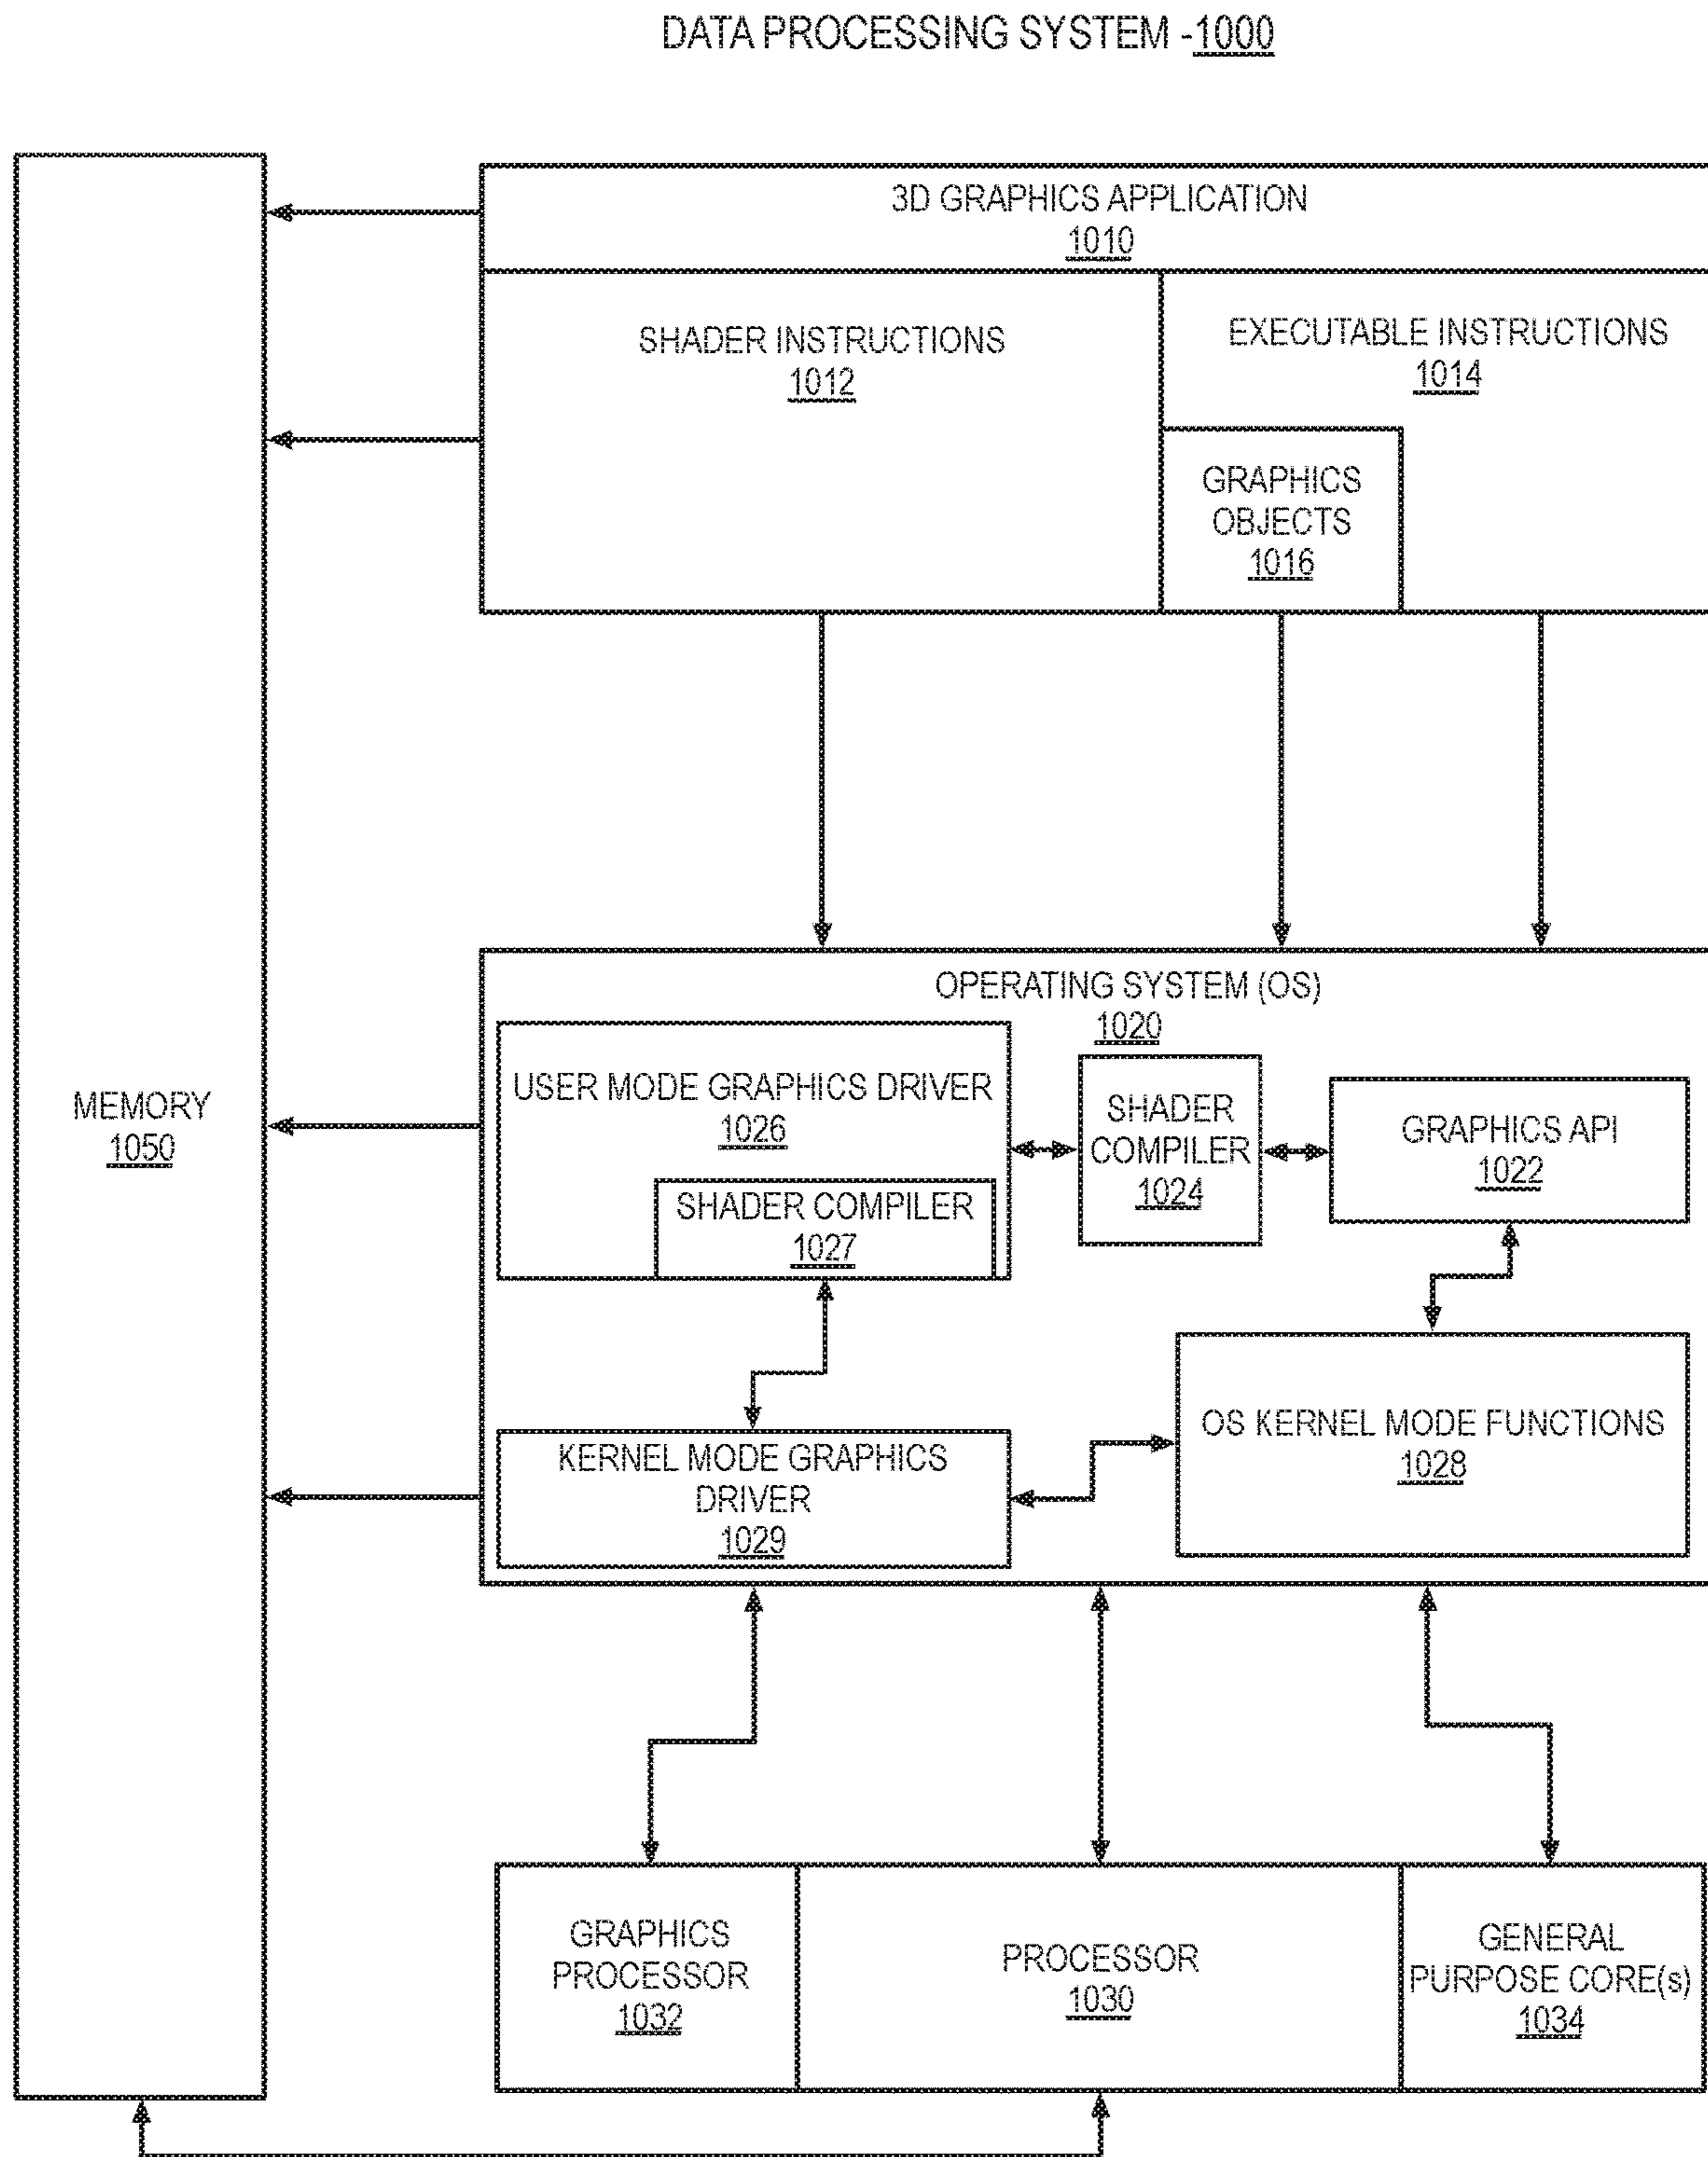 DATA PROCESSING SYSTEM -1000
3D GRAPHICS APPLICATION
1010
SHADER INSTRUCTIONS
1012
EXECUTABLE INSTRUCTIONS
1014
GRAPHICS
OBJECTS
1016
OPERATING SYSTEM (OS)
1020
USER MODE GRAPHICS DRIVER
1026
SHADER COMPILER
1027
SHADER
COMPILER
1024
GRAPHICS API
1022
MEMORY
1050
KERNEL MODE GRAPHICS
DRIVER
1029
OS KERNEL MODE FUNCTIONS
1028
GRAPHICS
PROCESSOR
1032
PROCESSOR
1030
GENERAL
PURPOSE CORE(s)
1034